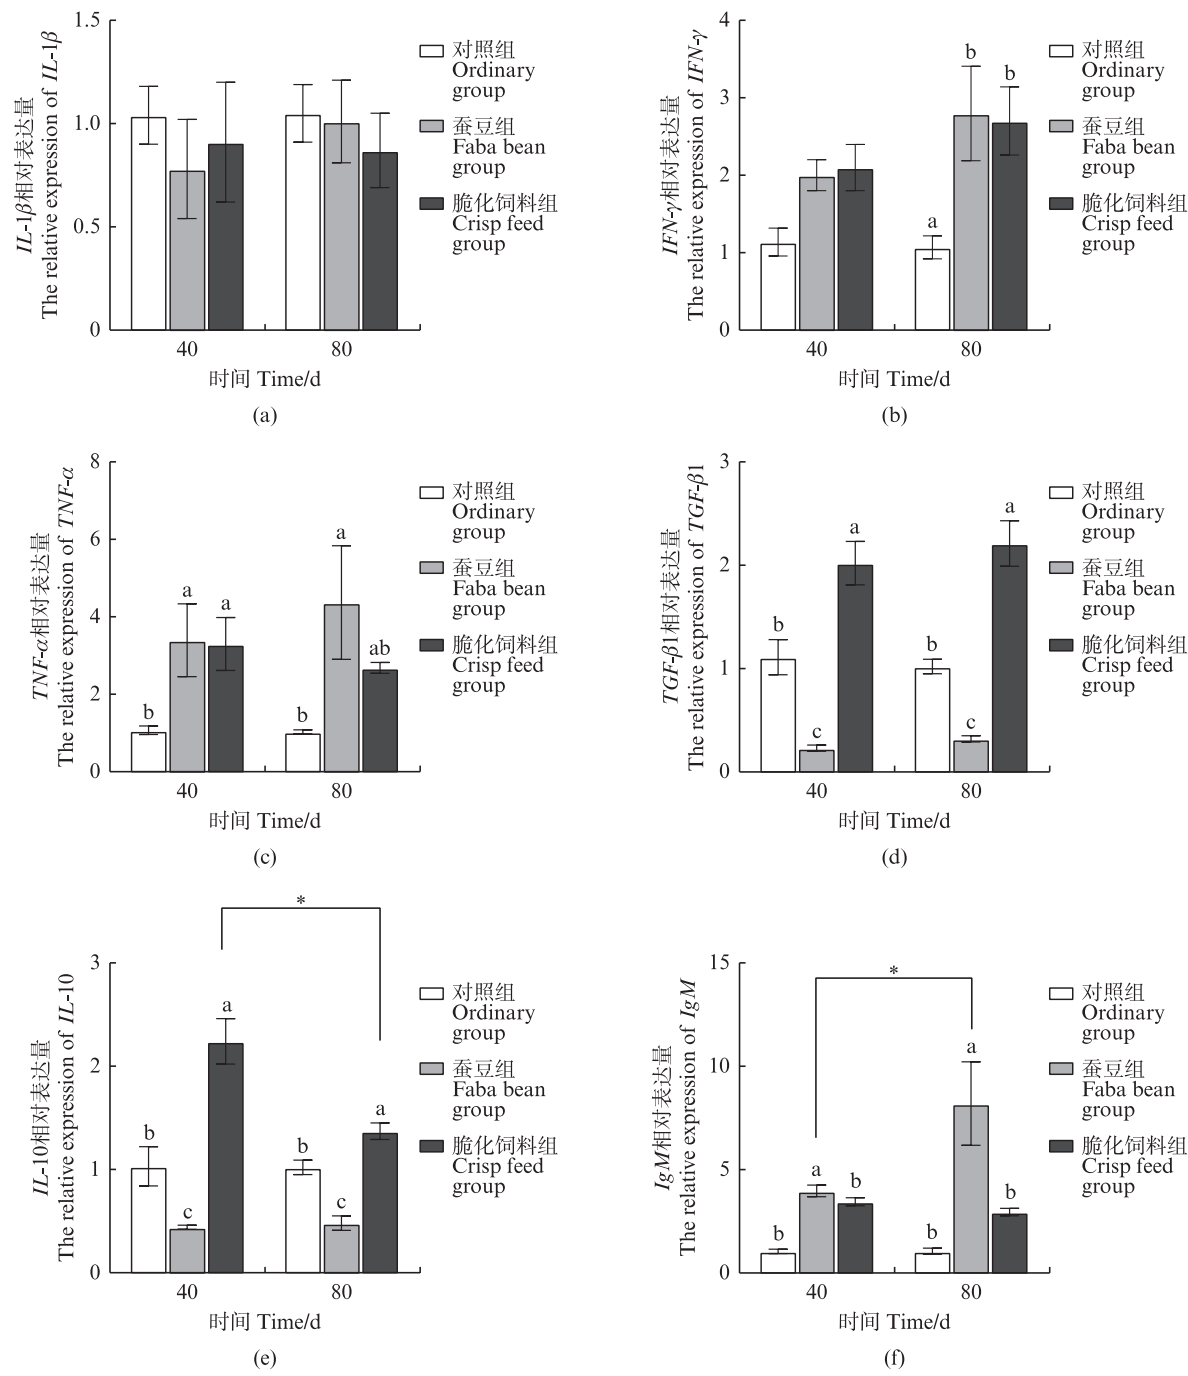 IL-1β相对表达量
The relative expression of IL-1β
1.5
1.0
0.5
0
40
80
时间 Time/d
(a)
对照组
Ordinary
group
蚕豆组
Faba bean
group
脆化饲料组
Crisp feed
group
IFN-γ相对表达量
The relative expression of IFN-γ
4
3
2
1
0
a
b
b
40
80
时间 Time/d
(b)
对照组
Ordinary
group
蚕豆组
Faba bean
group
脆化饲料组
Crisp feed
group
TNF-α相对表达量
The relative expression of TNF-α
8
6
4
2
0
b
a
a
b
a
ab
40
80
时间 Time/d
(c)
对照组
Ordinary
group
蚕豆组
Faba bean
group
脆化饲料组
Crisp feed
group
TGF-β1相对表达量
The relative expression of TGF-β1
3
2
1
0
b
c
a
b
c
a
40
80
时间 Time/d
(d)
对照组
Ordinary
group
蚕豆组
Faba bean
group
脆化饲料组
Crisp feed
group
IL-10相对表达量
The relative expression of IL-10
3
2
1
0
*
b
c
a
b
c
a
40
80
时间 Time/d
(e)
对照组
Ordinary
group
蚕豆组
Faba bean
group
脆化饲料组
Crisp feed
group
IgM相对表达量
The relative expression of IgM
15
10
5
0
*
b
a
b
b
a
b
40
80
时间 Time/d
(f)
对照组
Ordinary
group
蚕豆组
Faba bean
group
脆化饲料组
Crisp feed
group